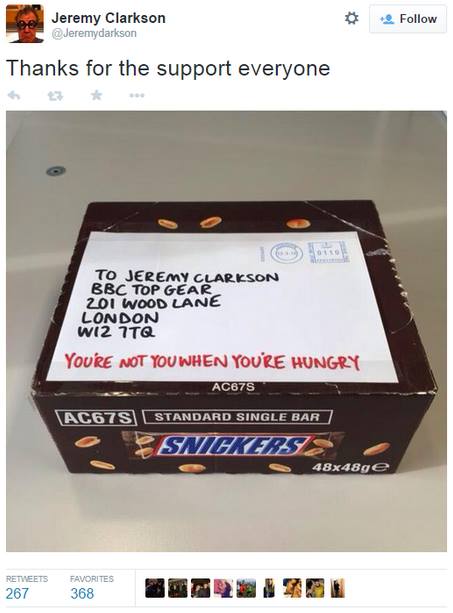 Jeremy Clarkson
@Jeremydarkson
Follow
Thanks for the support everyone
0110
TO JEREMY CLARKSON
BBC TOP GEAR
201 WOOD LANE
LONDON
W12 7TQ
YOU'RE NOT YOU WHEN YOU'RE HUNGRY
AC67S
AC67S STANDARD SINGLE BAR
SNICKERS
48x48g℮
RETWEETS FAVORITES
267 368